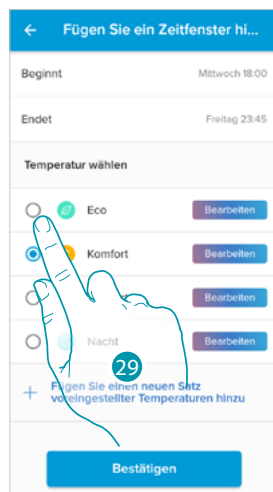 Fügen Sie ein Zeitfenster hi...
Beginnt Mittwoch 18:00
Endet Freitag 23:45
Temperatur wählen
Eco Bearbeiten
Komfort Bearbeiten
Bearbeiten
Nacht Bearbeiten
29
+ Fügen Sie einen neuen Satz
voreingestellter Temperaturen hinzu
Bestätigen